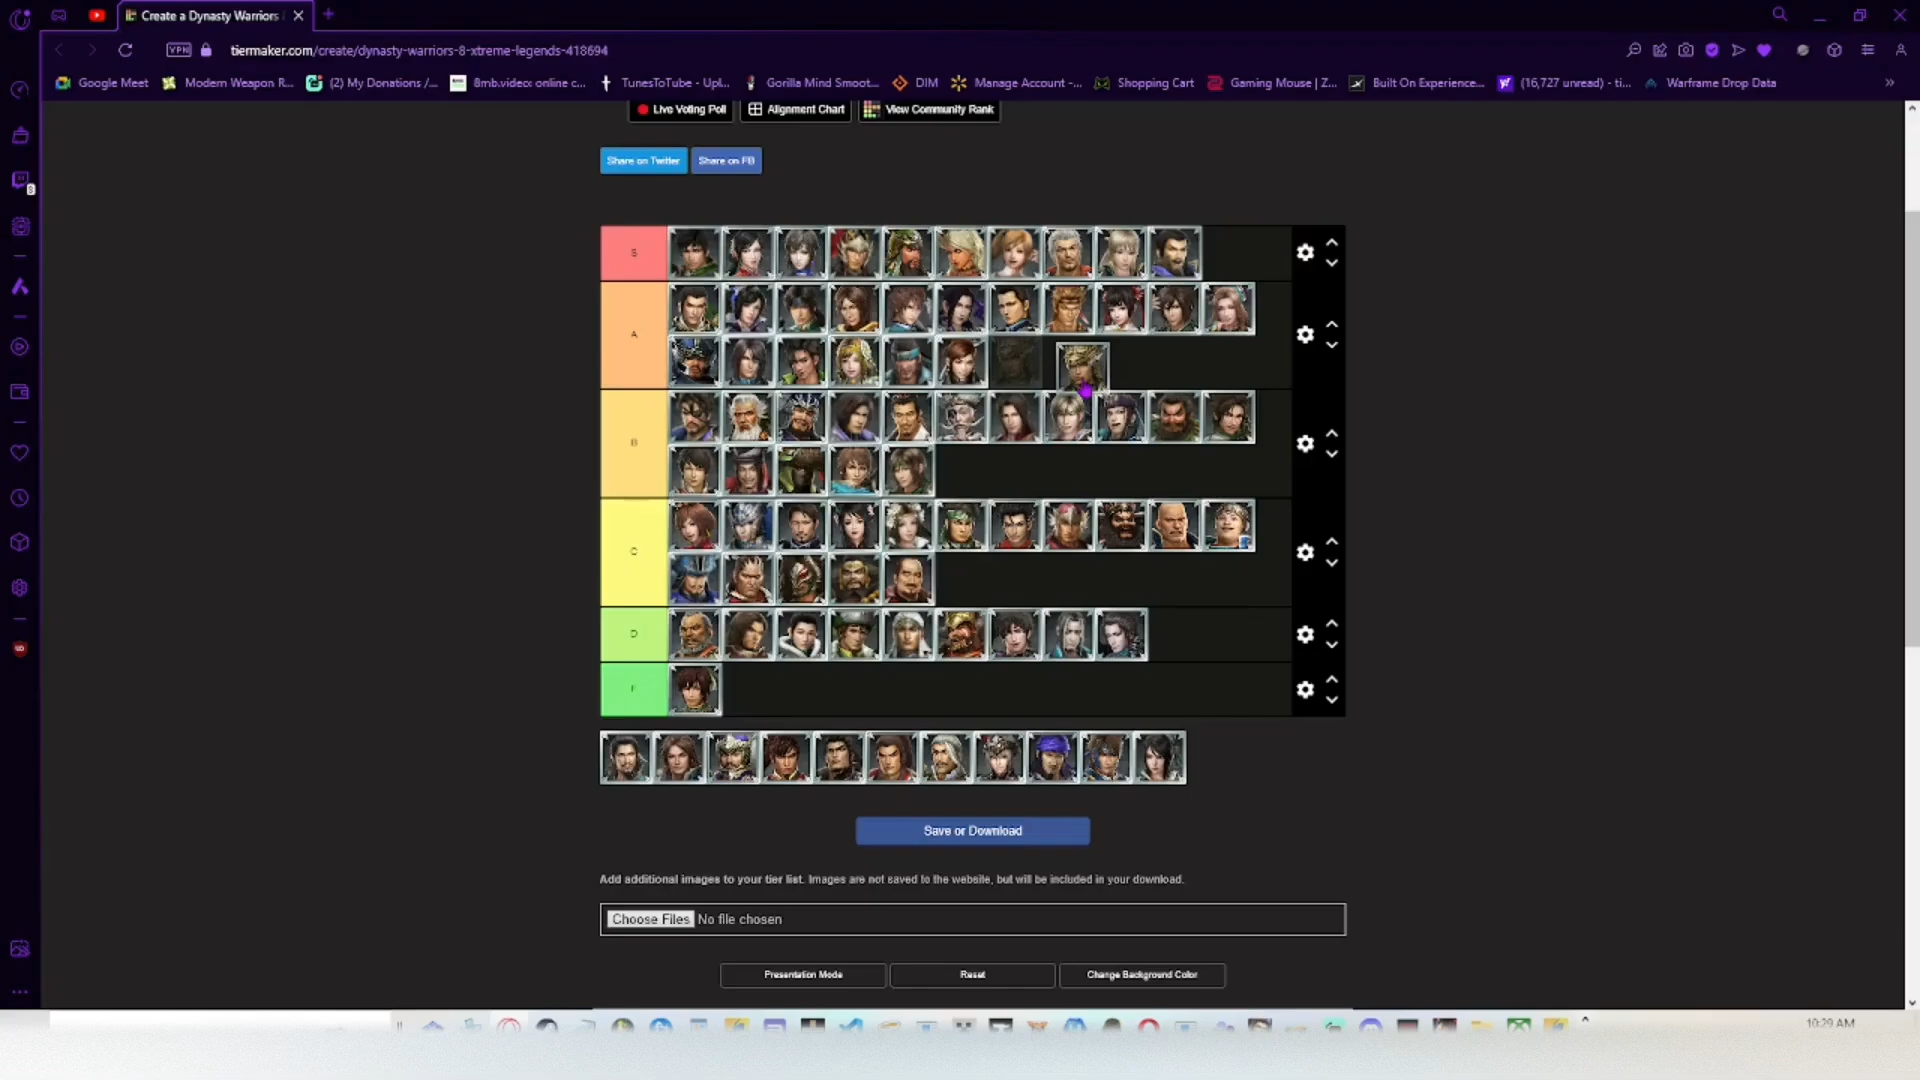 Create a Dynasty Warriors
tiermaker.com/create/dynasty-warriors-8-xtreme-legends-418694
VPN
Google Meet
Modern Weapon R...
(2) My Donations /...
8mb.video: online c...
TunesToTube - Upl...
Gorilla Mind Smoot...
DIM
Manage Account -...
Shopping Cart
Gaming Mouse | Z...
Built On Experience...
(16,727 unread) - ti...
Warframe Drop Data
Live Voting Poll
Alignment Chart
View Community Rank
Share on Twitter
Share on FB
S
A
B
C
D
F
Save or Download
Add additional images to your tier list. Images are not saved to the website, but will be included in your download.
Choose Files No file chosen
Presentation Mode
Reset
Change Background Color
10:29 AM